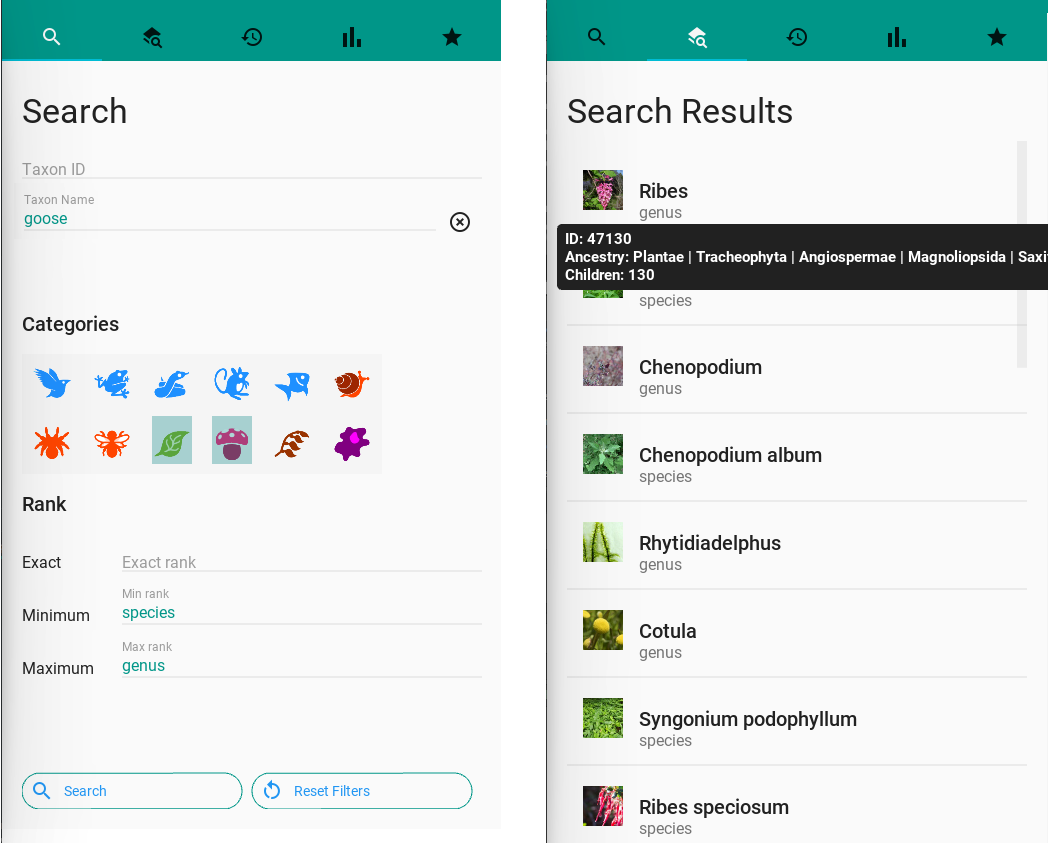 Search
Taxon ID
Taxon Name
goose
Categories
Rank
Exact
Exact rank
Min rank
Minimum
species
Max rank
Maximum
genus
Search
Reset Filters
Search Results
Ribes
genus
ID: 47130
Ancestry: Plantae | Tracheophyta | Angiospermae | Magnoliopsida | Saxi
Children: 130
species
Chenopodium
genus
Chenopodium album
species
Rhytidiadelphus
genus
Cotula
genus
Syngonium podophyllum
species
Ribes speciosum
species